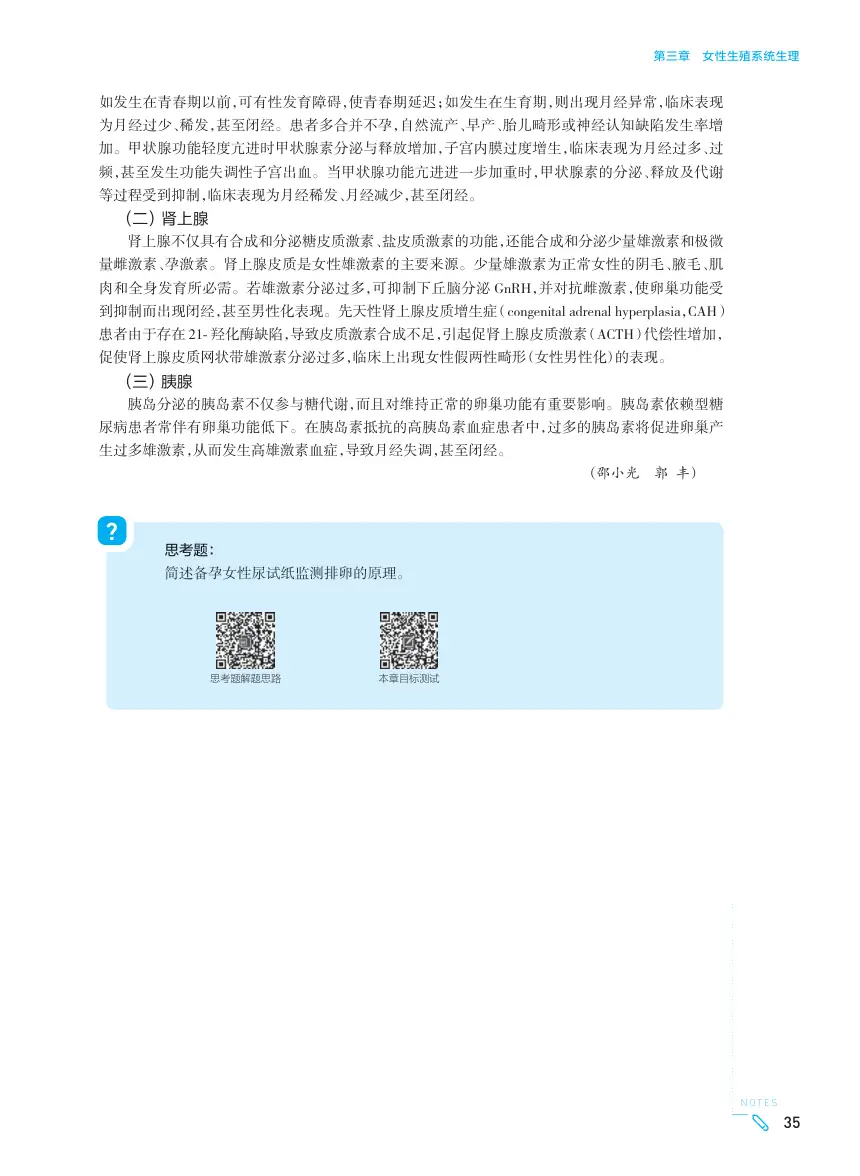 第三章　女性生殖系统生理
如发生在青春期以前,可有性发育障碍,使青春期延迟;如发生在生育期,则出现月经异常,临床表现
为月经过少、稀发,甚至闭经。患者多合并不孕,自然流产、早产、胎儿畸形或神经认知缺陷发生率增
加。甲状腺功能轻度亢进时甲状腺素分泌与释放增加,子宫内膜过度增生,临床表现为月经过多、过
频,甚至发生功能失调性子宫出血。当甲状腺功能亢进进一步加重时,甲状腺素的分泌、释放及代谢
等过程受到抑制,临床表现为月经稀发、月经减少,甚至闭经。
（二）肾上腺
肾上腺不仅具有合成和分泌糖皮质激素、盐皮质激素的功能,还能合成和分泌少量雄激素和极微
量雌激素、孕激素。肾上腺皮质是女性雄激素的主要来源。少量雄激素为正常女性的阴毛、腋毛、肌
肉和全身发育所必需。若雄激素分泌过多,可抑制下丘脑分泌 GnRH,并对抗雌激素,使卵巢功能受
到抑制而出现闭经,甚至男性化表现。先天性肾上腺皮质增生症（congenital adrenal hyperplasia,CAH）
患者由于存在 21- 羟化酶缺陷,导致皮质激素合成不足,引起促肾上腺皮质激素（ACTH）代偿性增加,
促使肾上腺皮质网状带雄激素分泌过多,临床上出现女性假两性畸形（女性男性化）的表现。
（三）胰腺
胰岛分泌的胰岛素不仅参与糖代谢,而且对维持正常的卵巢功能有重要影响。胰岛素依赖型糖
尿病患者常伴有卵巢功能低下。在胰岛素抵抗的高胰岛素血症患者中,过多的胰岛素将促进卵巢产
生过多雄激素,从而发生高雄激素血症,导致月经失调,甚至闭经。
（邵小光　郭 丰）
?
思考题:
简述备孕女性尿试纸监测排卵的原理。
思考题解题思路
本章目标测试
NOTES
35